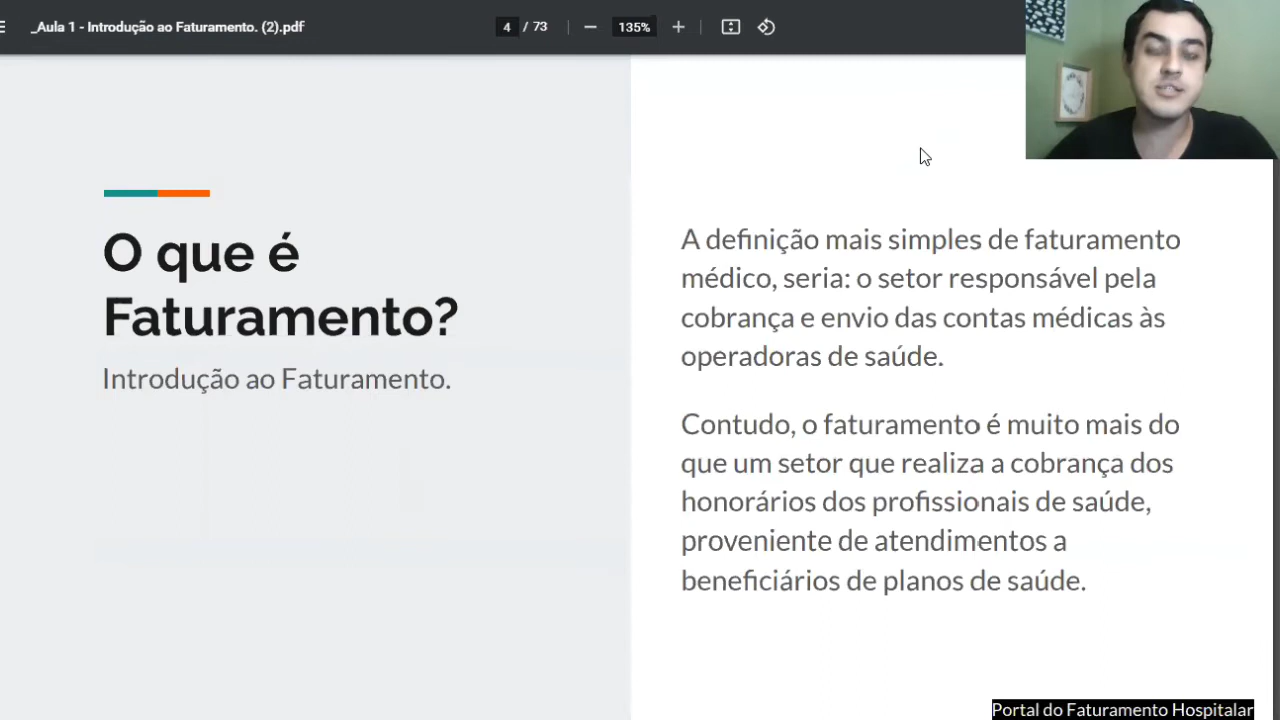 _Aula 1 - Introdução ao Faturamento. (2).pdf
4 / 73
135%
O que é
Faturamento?
Introdução ao Faturamento.
A definição mais simples de faturamento
médico, seria: o setor responsável pela
cobrança e envio das contas médicas às
operadoras de saúde.
Contudo, o faturamento é muito mais do
que um setor que realiza a cobrança dos
honorários dos profissionais de saúde,
proveniente de atendimentos a
beneficiários de planos de saúde.
Portal do Faturamento Hospitalar